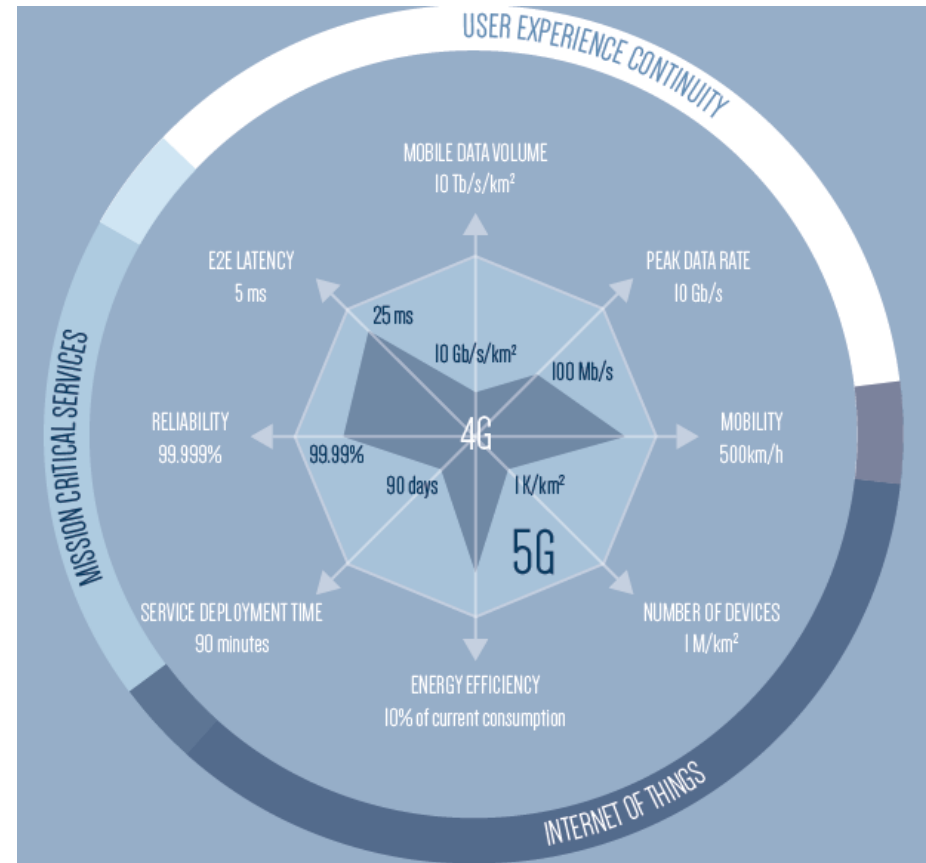 USER EXPERIENCE CONTINUITY
MOBILE DATA VOLUME
10 Tb/s/km²
E2E LATENCY
5 ms
PEAK DATA RATE
10 Gb/s
25 ms
10 Gb/s/km²
100 Mb/s
RELIABILITY
99.999%
4G
MOBILITY
500km/h
99.99%
90 days
1 K/km²
5G
MISSION CRITICAL SERVICES
SERVICE DEPLOYMENT TIME
90 minutes
NUMBER OF DEVICES
1 M/km²
ENERGY EFFICIENCY
10% of current consumption
INTERNET OF THINGS